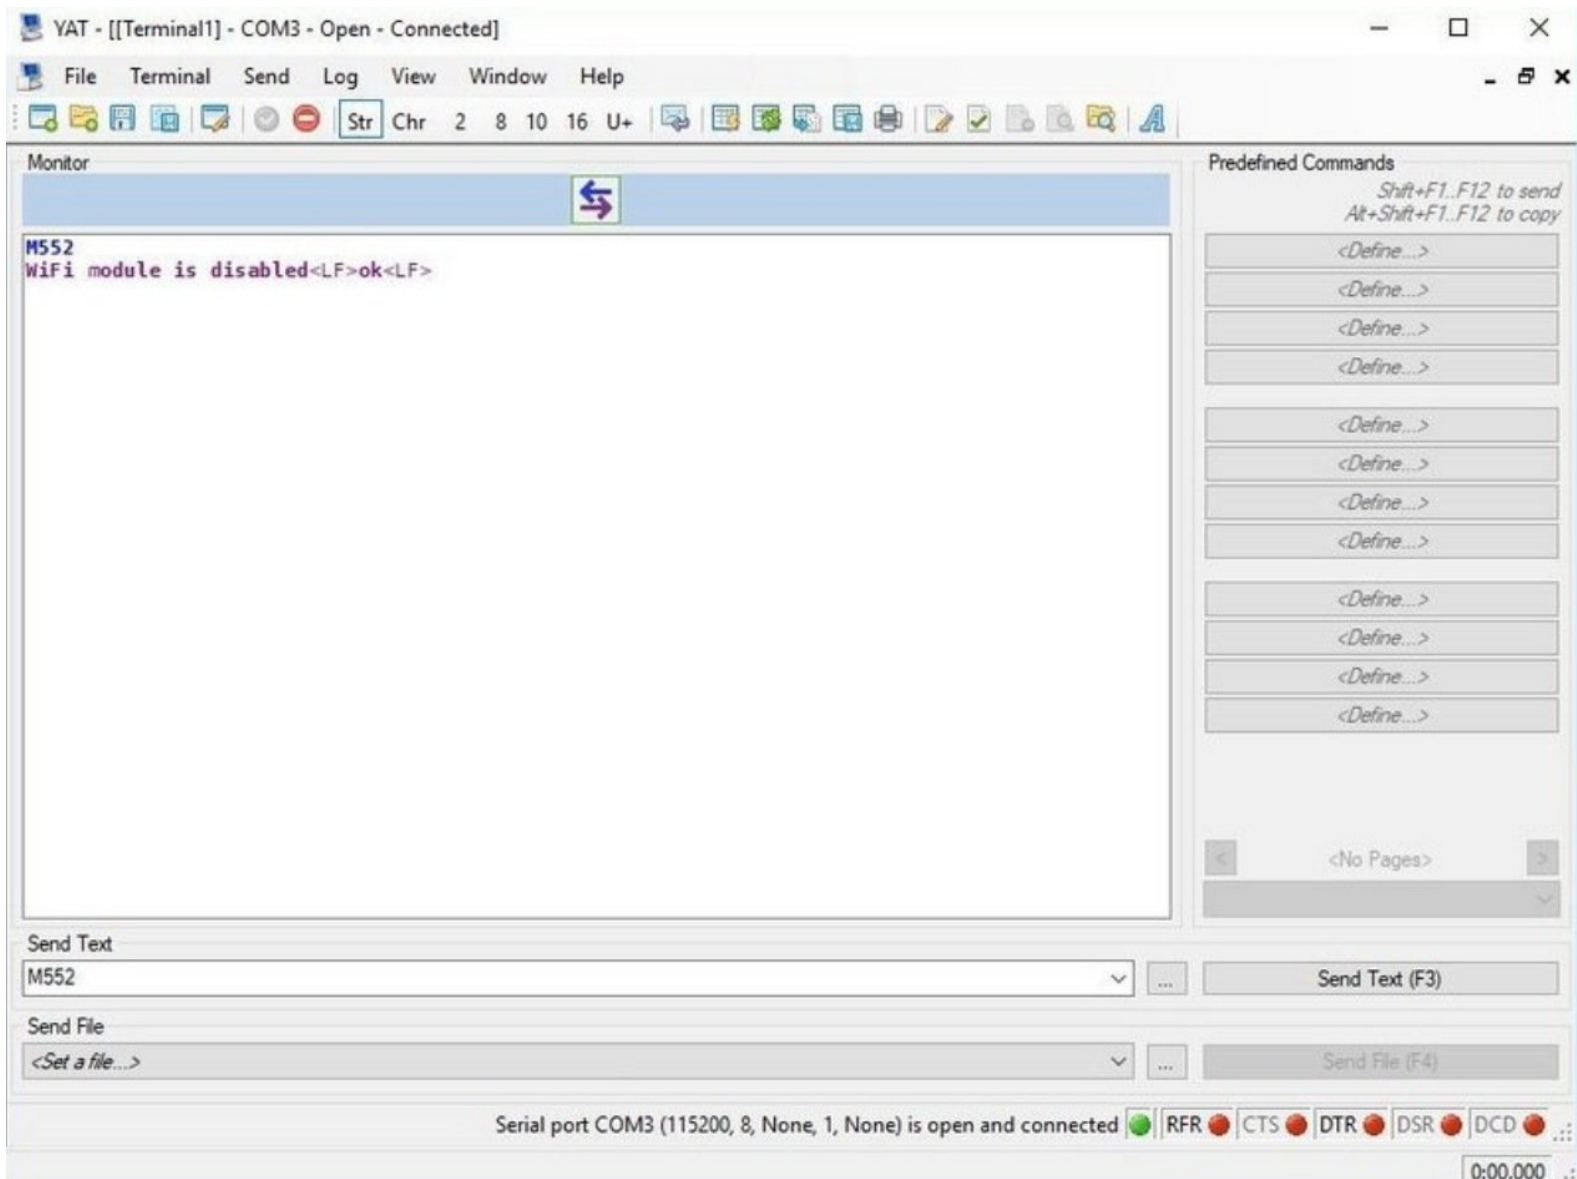 YAT - [[Terminal1] - COM3 - Open - Connected]
File Terminal Send Log View Window Help
Str Chr 2 8 10 16 U+
Monitor
Predefined Commands
Shift+F1..F12 to send
Alt+Shift+F1..F12 to copy
M552
WiFi module is disabled<LF>ok<LF>
<Define...>
<Define...>
<Define...>
<Define...>
<Define...>
<Define...>
<Define...>
<Define...>
<Define...>
<Define...>
<Define...>
<Define...>
< <No Pages> >
Send Text
M552 ... Send Text (F3)
Send File
<Set a file...> ... Send File (F4)
Serial port COM3 (115200, 8, None, 1, None) is open and connected RFR CTS DTR DSR DCD
0:00.000